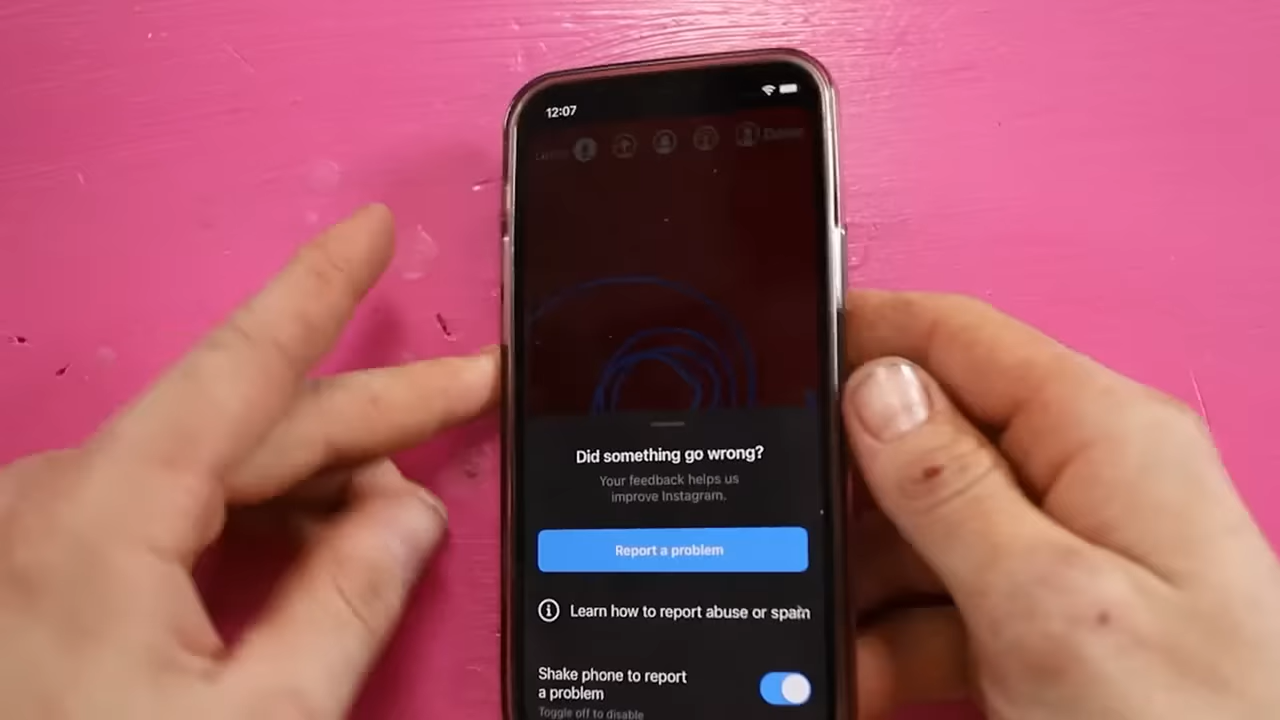 12:07
Did something go wrong?
Your feedback helps us
improve Instagram.
Report a problem
Learn how to report abuse or spam
Shake phone to report
a problem
Toggle off to disable